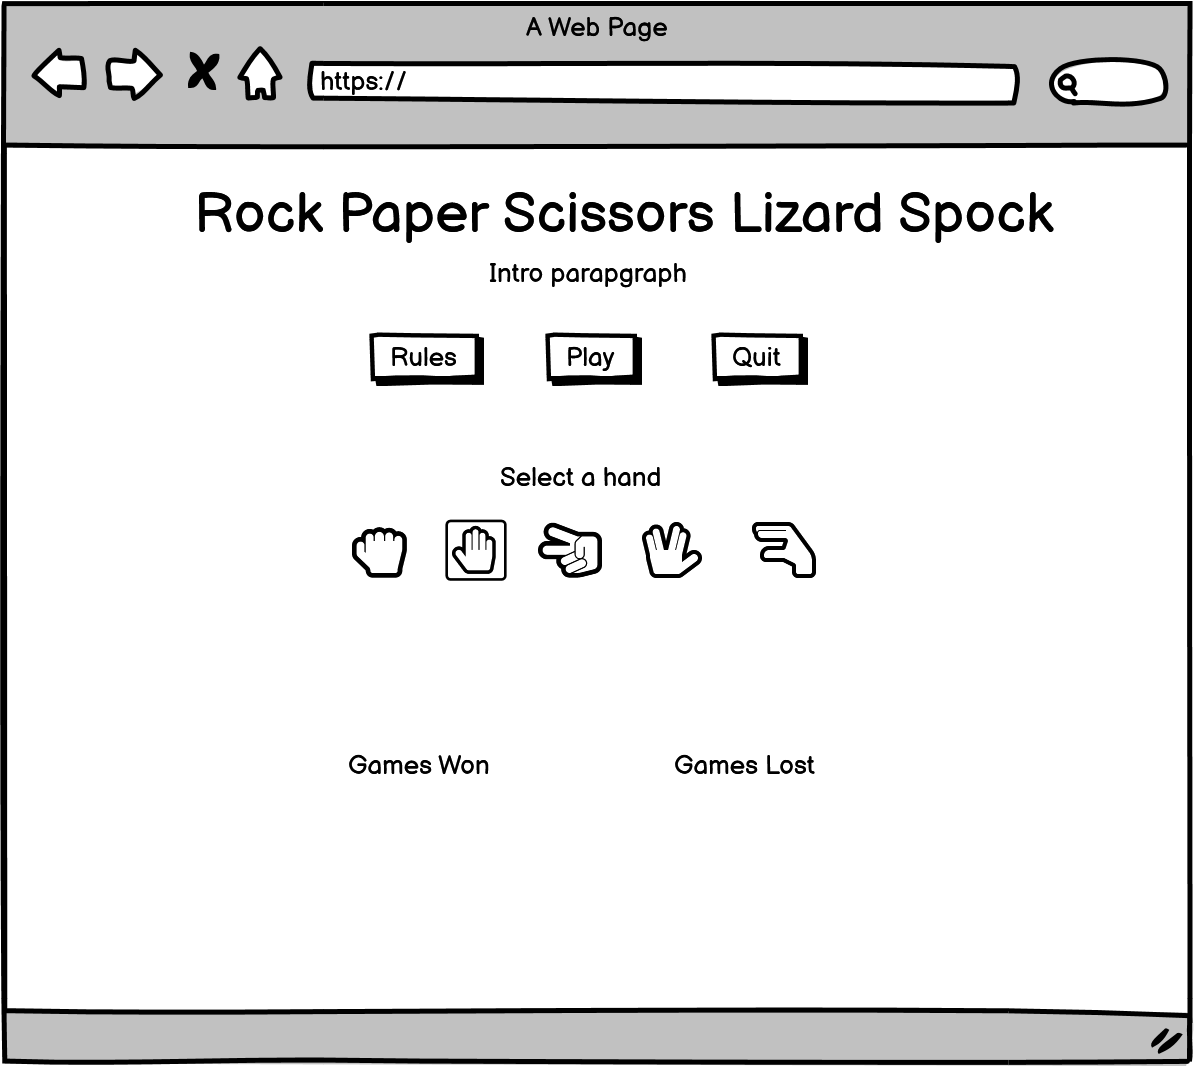 A Web Page
https://
Rock Paper Scissors Lizard Spock
Intro parapgraph
Rules Play Quit
Select a hand
Games Won Games Lost